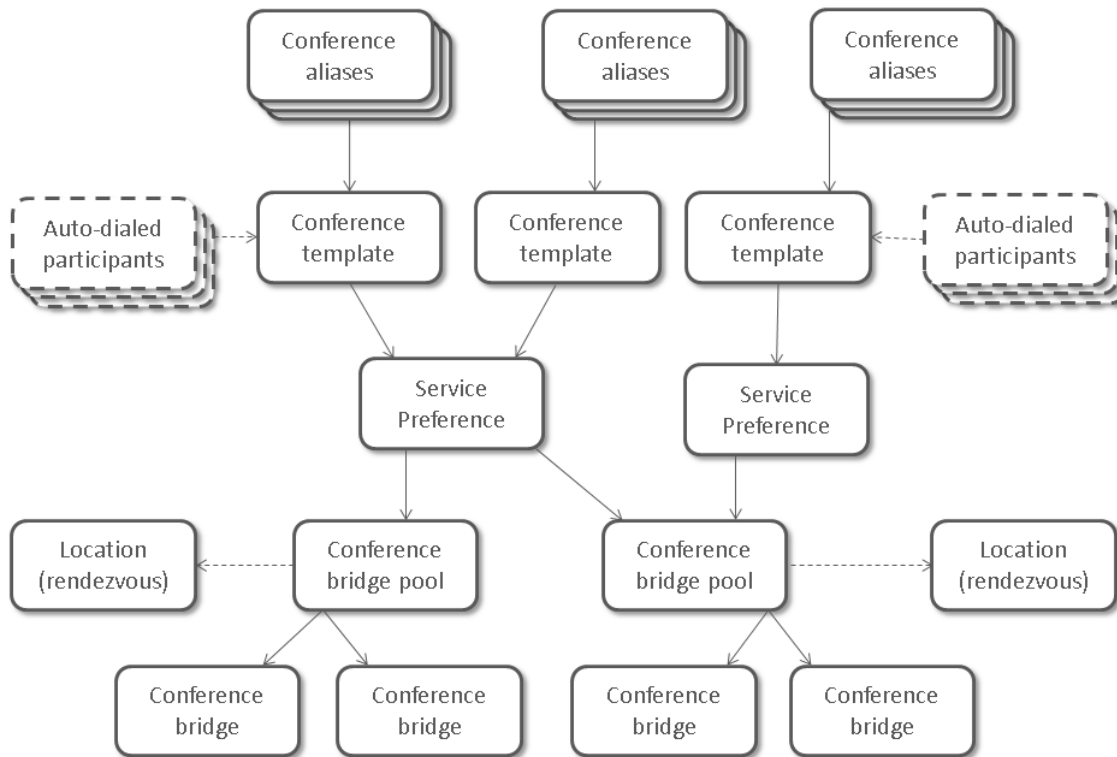 Conference
aliases
Conference
aliases
Conference
aliases
Auto-dialed
participants
Conference
template
Conference
template
Conference
template
Auto-dialed
participants
Service
Preference
Service
Preference
Location
(rendezvous)
Conference
bridge pool
Conference
bridge pool
Location
(rendezvous)
Conference
bridge
Conference
bridge
Conference
bridge
Conference
bridge